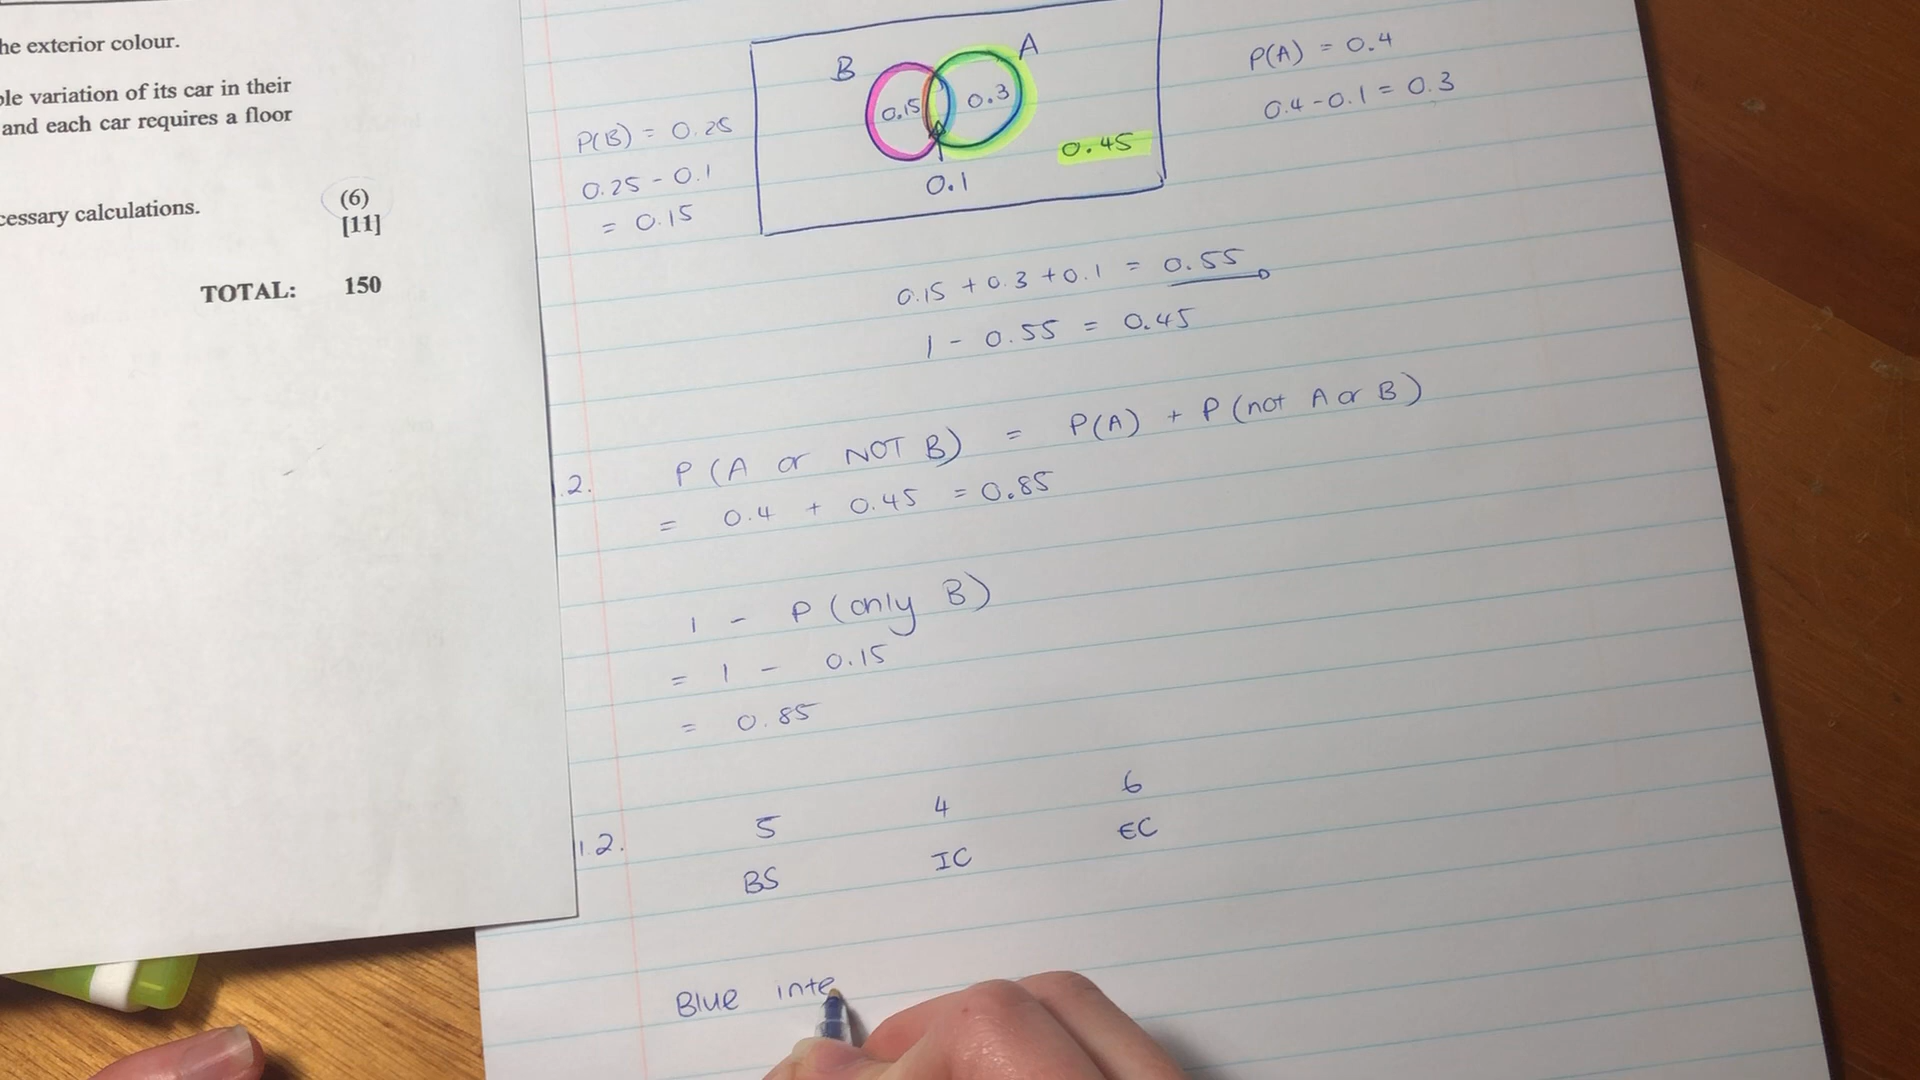 he exterior colour.
ole variation of its car in their
and each car requires a floor
cessary calculations.
(6)
[11]
TOTAL: 150
B
A
0.15
0.3
0.45
0.1
P(B) = 0.25
0.25 - 0.1
= 0.15
P(A) = 0.4
0.4 - 0.1 = 0.3
0.15 + 0.3 + 0.1 = 0.55
1 - 0.55 = 0.45
.2. P (A or NOT B) = P(A) + P (not A or B)
= 0.4 + 0.45 = 0.85
1 - P (only B)
= 1 - 0.15
= 0.85
5 4 6
1.2. BS IC EC
Blue inte